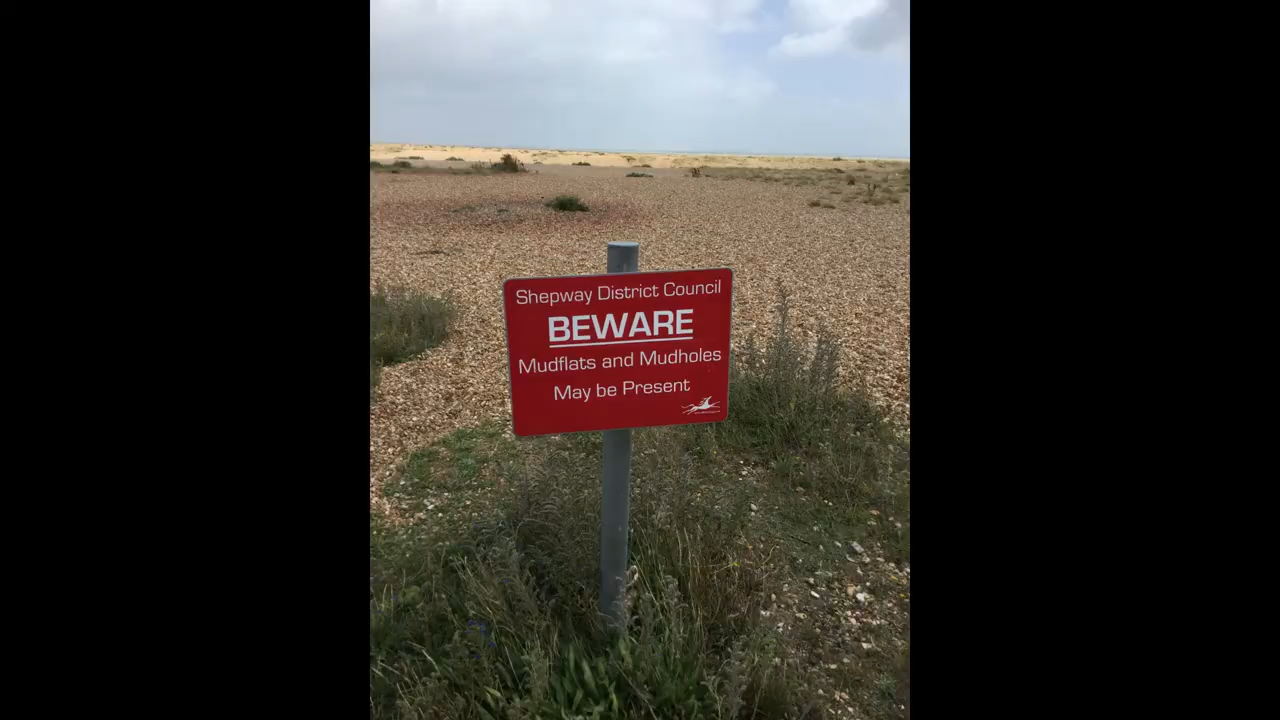 Shepway District Council
BEWARE
Mudflats and Mudholes
May be Present